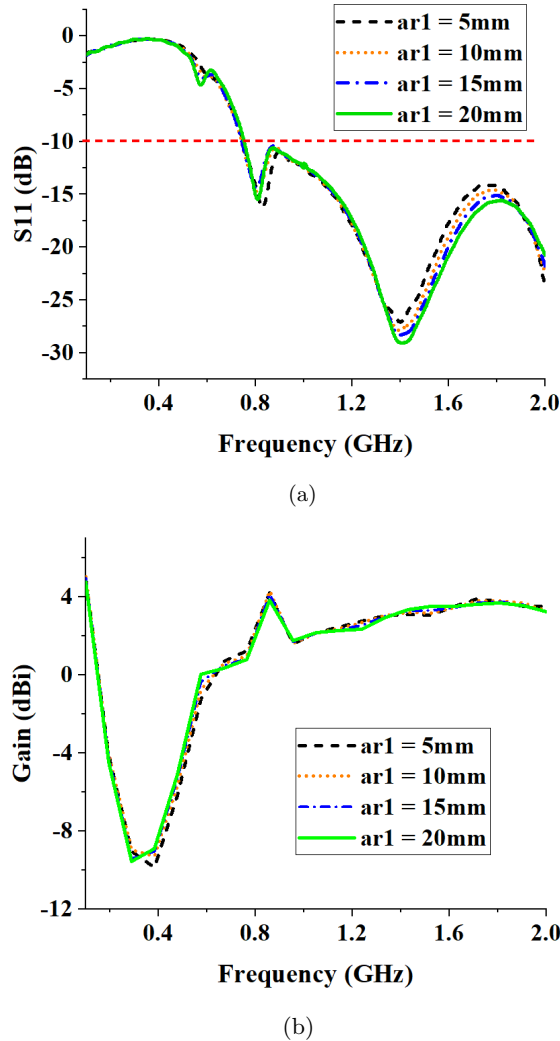 ar1 = 5mm
ar1 = 10mm
ar1 = 15mm
ar1 = 20mm
0
-5
-10
-15
-20
-25
-30
S11 (dB)
0.4 0.8 1.2 1.6 2.0
Frequency (GHz)
(a)
4
0
-4
-8
-12
Gain (dBi)
ar1 = 5mm
ar1 = 10mm
ar1 = 15mm
ar1 = 20mm
0.4 0.8 1.2 1.6 2.0
Frequency (GHz)
(b)